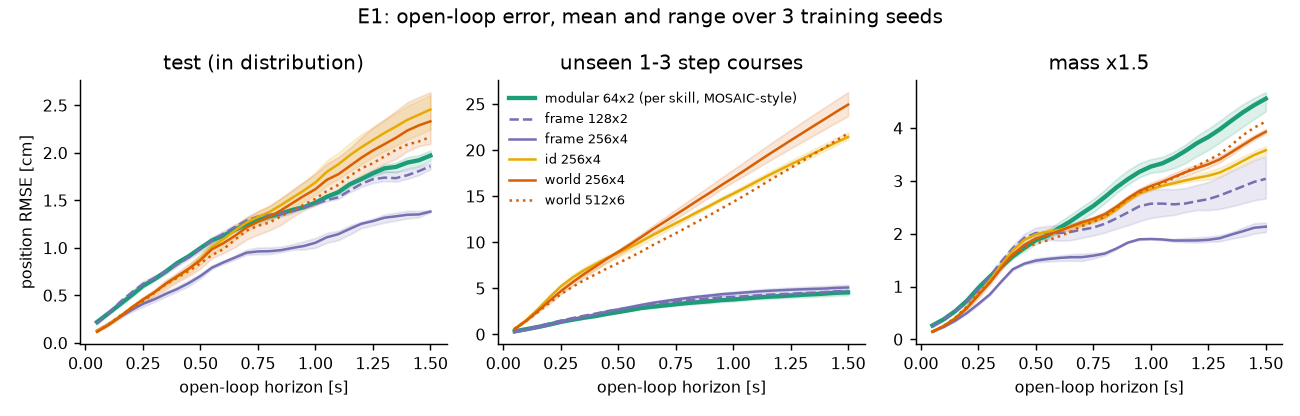 E1: open-loop error, mean and range over 3 training seeds
test (in distribution)
position RMSE [cm]
2.5
2.0
1.5
1.0
0.5
0.0
0.00 0.25 0.50 0.75 1.00 1.25 1.50
open-loop horizon [s]
unseen 1-3 step courses
25
20
15
10
5
0
modular 64x2 (per skill, MOSAIC-style)
frame 128x2
frame 256x4
id 256x4
world 256x4
world 512x6
0.00 0.25 0.50 0.75 1.00 1.25 1.50
open-loop horizon [s]
mass x1.5
4
3
2
1
0
0.00 0.25 0.50 0.75 1.00 1.25 1.50
open-loop horizon [s]